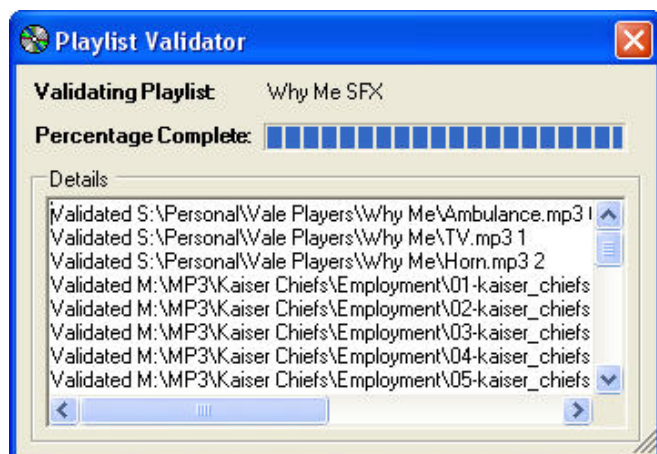 Playlist Validator
Validating Playlist: Why Me SFX
Percentage Complete:
Details
Validated S:\Personal\Vale Players\Why Me\Ambulance.mp3
Validated S:\Personal\Vale Players\Why Me\TV.mp3 1
Validated S:\Personal\Vale Players\Why Me\Horn.mp3 2
Validated M:\MP3\Kaiser Chiefs\Employment\01-kaiser_chiefs
Validated M:\MP3\Kaiser Chiefs\Employment\02-kaiser_chiefs
Validated M:\MP3\Kaiser Chiefs\Employment\03-kaiser_chiefs
Validated M:\MP3\Kaiser Chiefs\Employment\04-kaiser_chiefs
Validated M:\MP3\Kaiser Chiefs\Employment\05-kaiser_chiefs